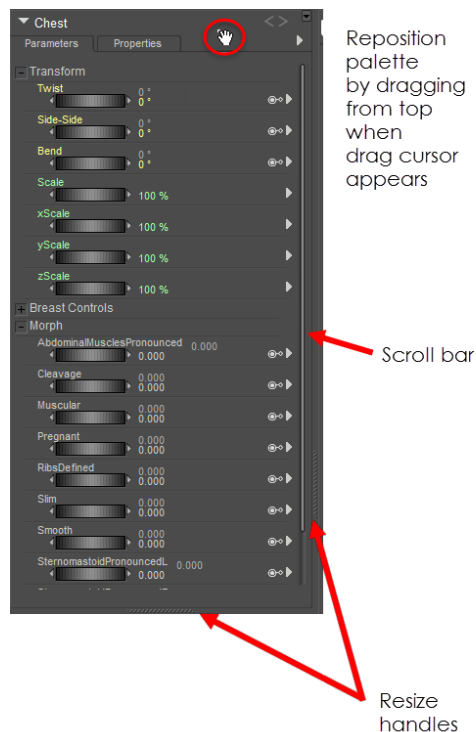 Chest
Parameters Properties
Reposition
palette
by dragging
from top
when
drag cursor
appears
Transform
Twist
0 °
0 °
Side-Side
0 °
0 °
Bend
0 °
0 °
Scale
100 %
xScale
100 %
yScale
100 %
zScale
100 %
Breast Controls
Morph
AbdominalMusclesPronounced 0.000
0.000
Scroll bar
Cleavage
0.000
0.000
Muscular
0.000
0.000
Pregnant
0.000
0.000
RibsDefined
0.000
0.000
Slim
0.000
0.000
Smooth
0.000
0.000
SternomastoidPronouncedL 0.000
0.000
Resize
handles